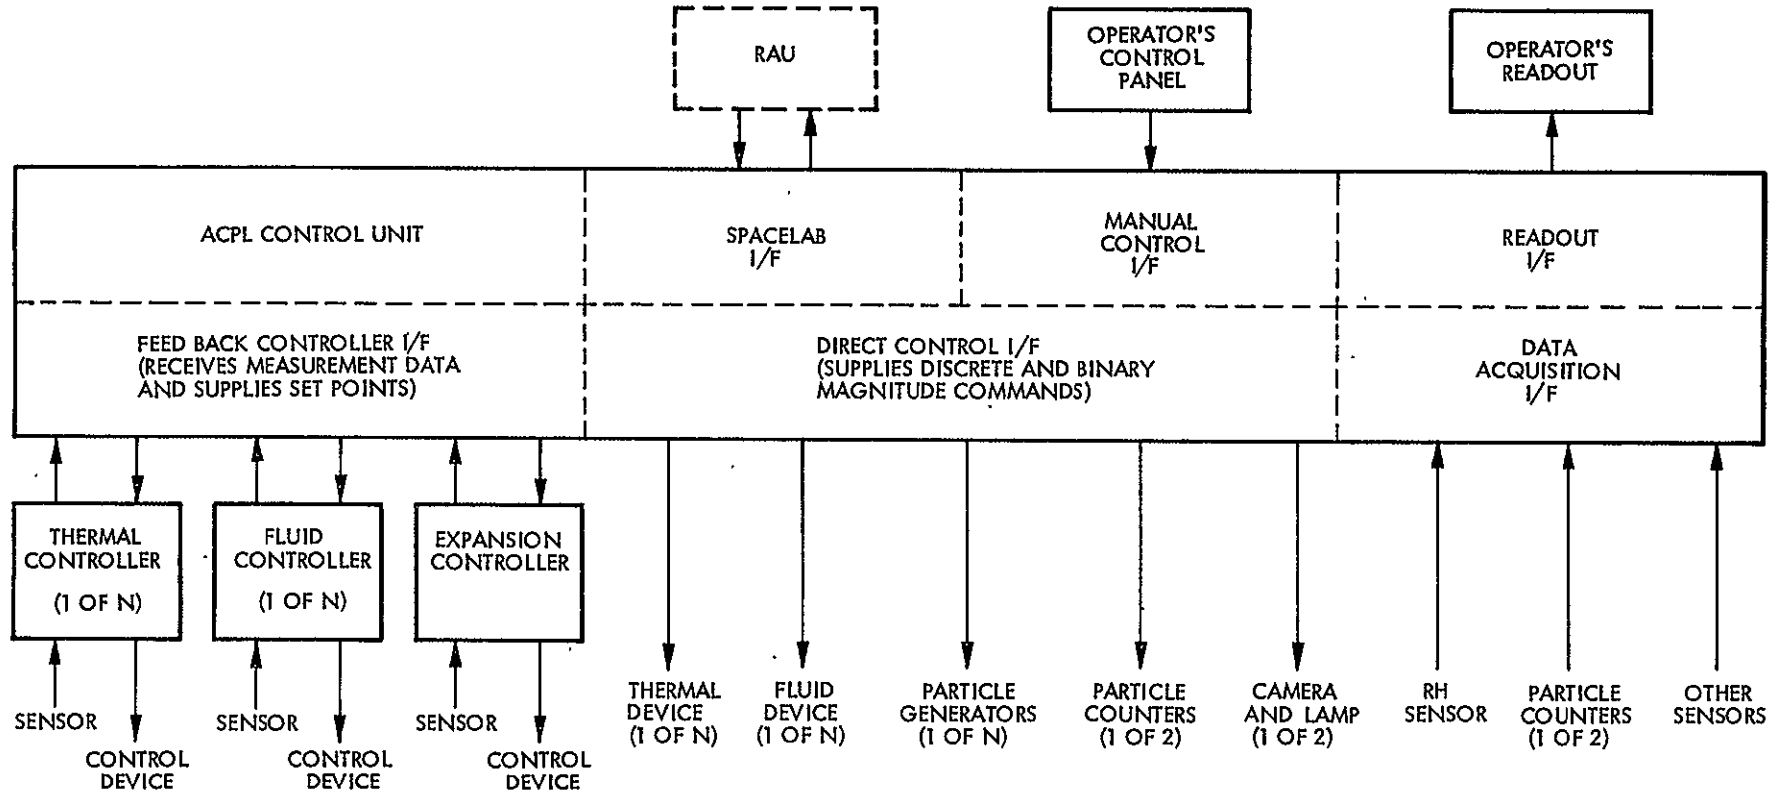 RAU
OPERATOR'S
CONTROL
PANEL
OPERATOR'S
READOUT
ACPL CONTROL UNIT
SPACELAB
I/F
MANUAL
CONTROL
I/F
READOUT
I/F
FEED BACK CONTROLLER I/F
(RECEIVES MEASUREMENT DATA
AND SUPPLIES SET POINTS)
DIRECT CONTROL I/F
(SUPPLIES DISCRETE AND BINARY
MAGNITUDE COMMANDS)
DATA
ACQUISITION
I/F
THERMAL
CONTROLLER
(1 OF N)
FLUID
CONTROLLER
(1 OF N)
EXPANSION
CONTROLLER
SENSOR
CONTROL
DEVICE
SENSOR
CONTROL
DEVICE
SENSOR
CONTROL
DEVICE
THERMAL
DEVICE
(1 OF N)
FLUID
DEVICE
(1 OF N)
PARTICLE
GENERATORS
(1 OF N)
PARTICLE
COUNTERS
(1 OF 2)
CAMERA
AND LAMP
(1 OF 2)
RH
SENSOR
PARTICLE
COUNTERS
(1 OF 2)
OTHER
SENSORS